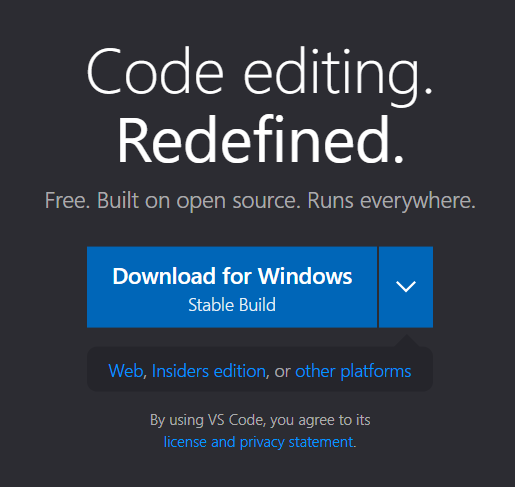 Code editing.
Redefined.
Free. Built on open source. Runs everywhere.
Download for Windows
Stable Build
Web, Insiders edition, or other platforms
By using VS Code, you agree to its
license and privacy statement.